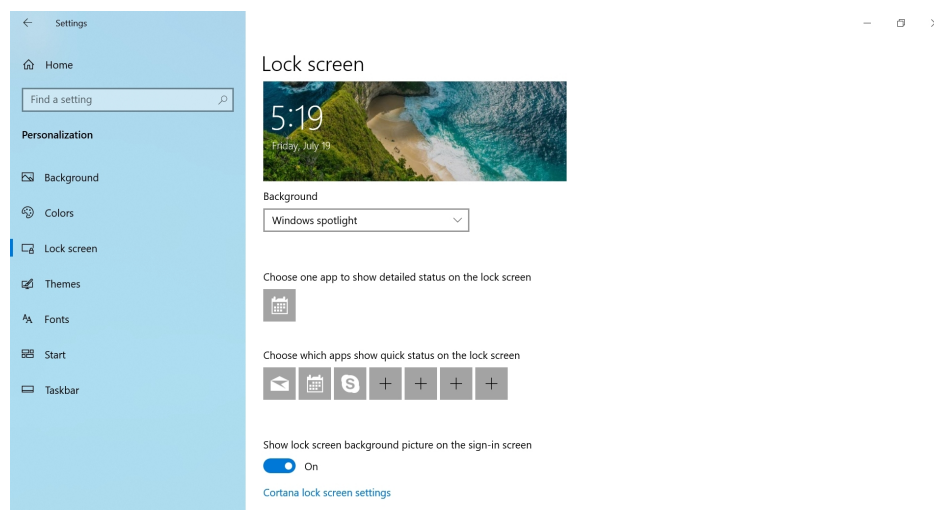 Settings
Home
Find a setting
Personalization
Background
Colors
Lock screen
Themes
Fonts
Start
Taskbar
Lock screen
5:19
Friday, July 19
Background
Windows spotlight
Choose one app to show detailed status on the lock screen
Choose which apps show quick status on the lock screen
Show lock screen background picture on the sign-in screen
On
Cortana lock screen settings